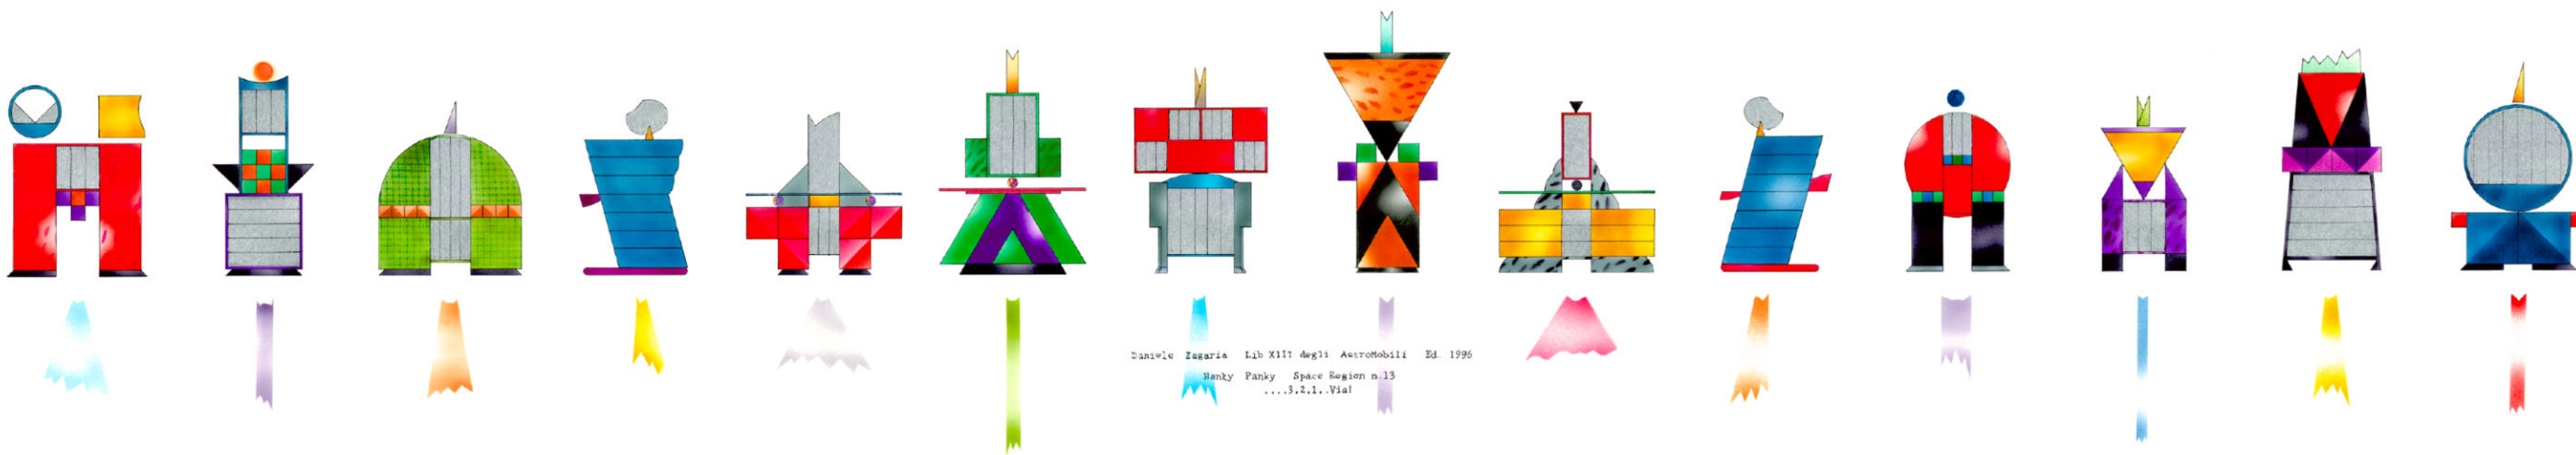 Daniele Zagaria Lib XIII degli AstroMobili Ed. 1996
Hanky Panky Space Region n.13
....3.2.1..Via!